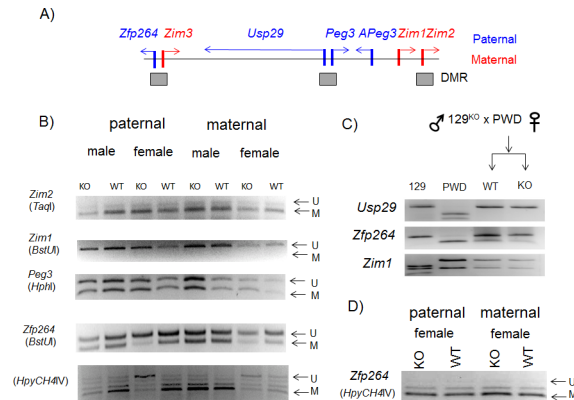 A)
Zfp264 Zim3 Usp29 Peg3 APeg3 Zim1 Zim2
Paternal
Maternal
DMR
B)
paternal maternal
male female male female
KO WT KO WT KO WT KO WT
Zim2
(TaqI)
U
M
Zim1
(BstUI)
U
M
Peg3
(HphI)
U
M
Zfp264
(BstUI)
U
M
(HpyCH4IV)
U
M
C)
♂ 129KO x PWD ♀
129 PWD WT KO
Usp29
Zfp264
Zim1
D)
paternal maternal
female female
KO WT KO WT
Zfp264
(HpyCH4IV)
U
M